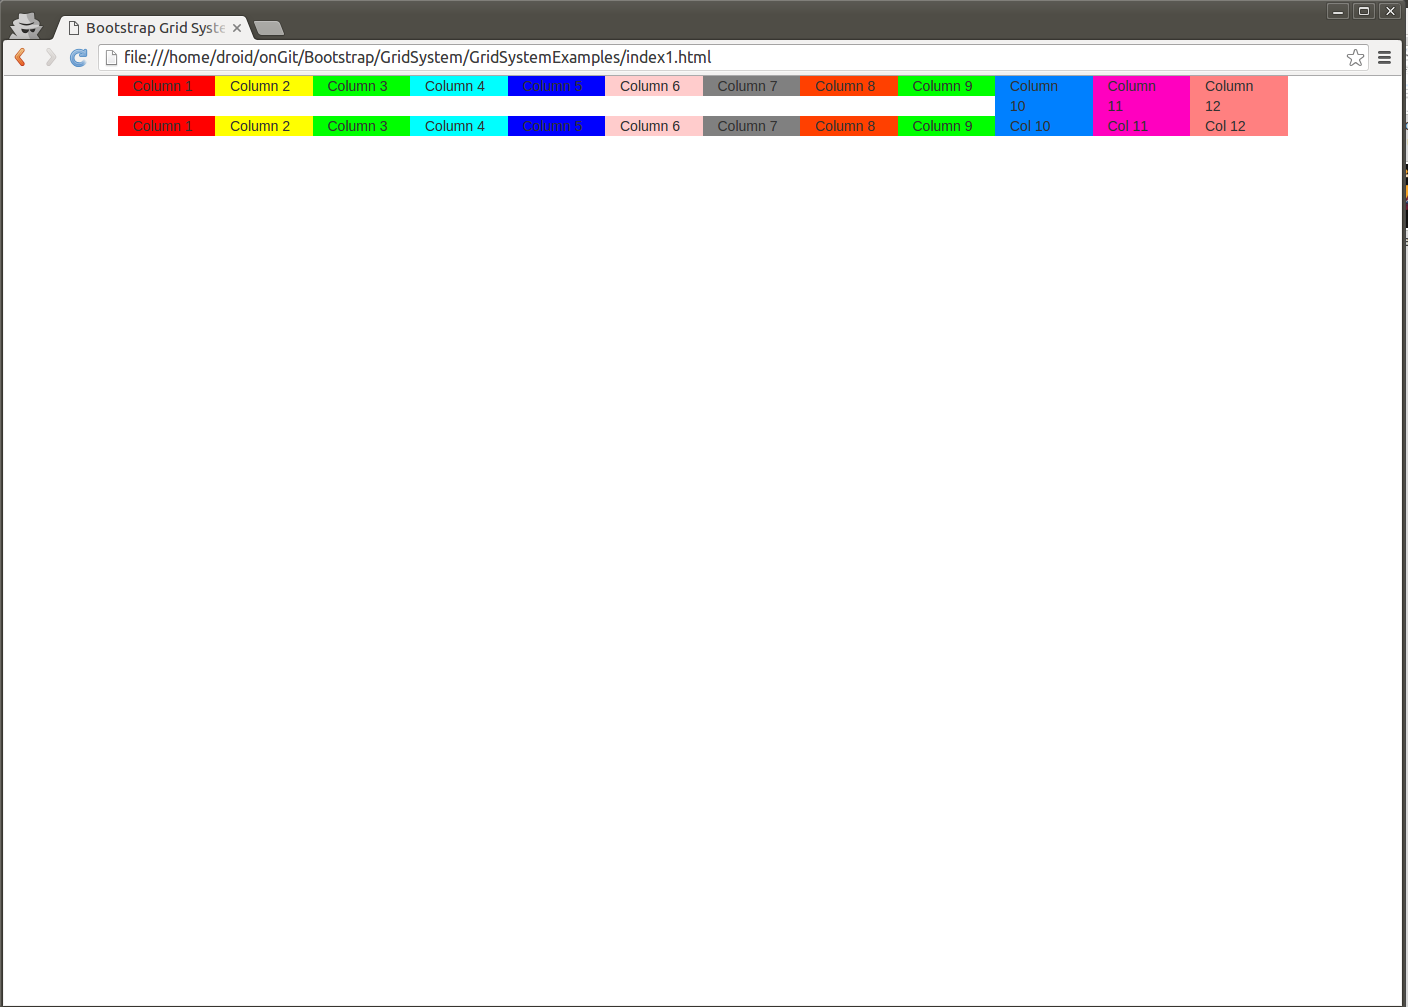 Bootstrap Grid Syste
file:///home/droid/onGit/Bootstrap/GridSystem/GridSystemExamples/index1.html
Column 1 Column 2 Column 3 Column 4 Column 5 Column 6 Column 7 Column 8 Column 9 Column Column Column
10 11 12
Column 1 Column 2 Column 3 Column 4 Column 5 Column 6 Column 7 Column 8 Column 9 Col 10 Col 11 Col 12